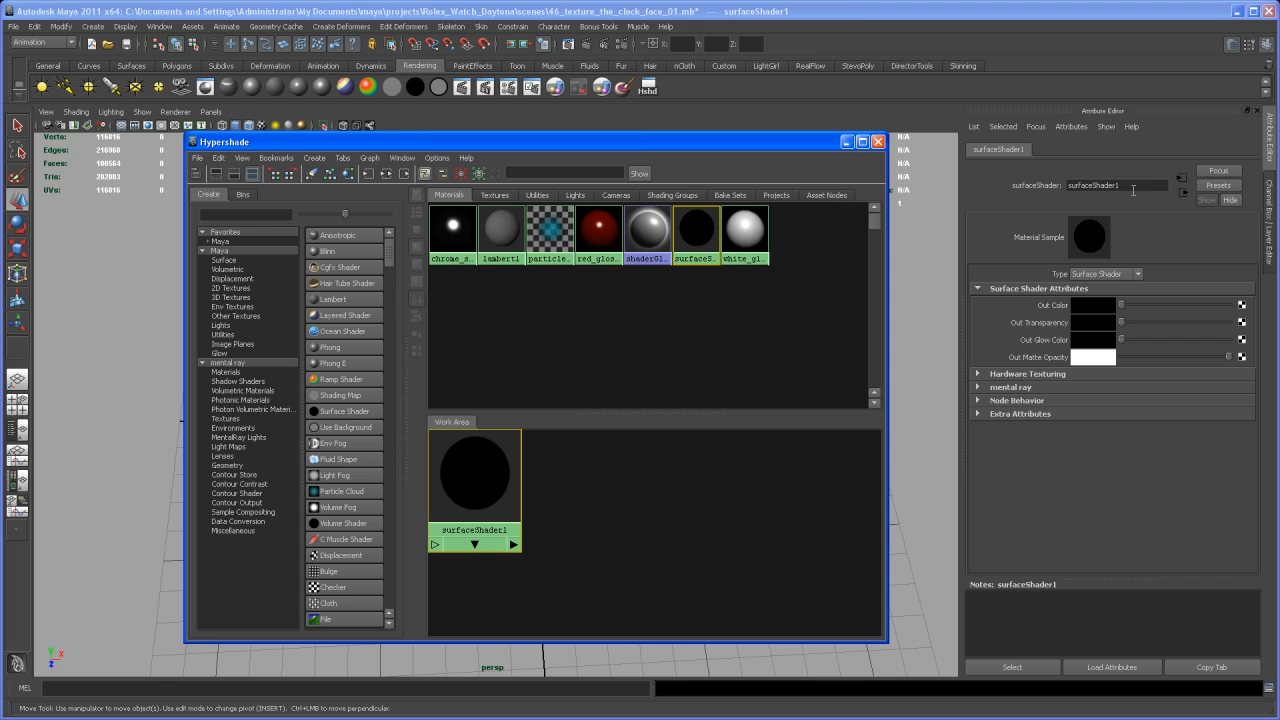 Autodesk Maya 2011 x64: C:\Documents and Settings\Administrator\My Documents\maya\projects\Rolex_Watch_Daytona\scenes\46_texture_the_clock_face_01.mb* --- surfaceShader1
File Edit Modify Create Display Window Assets Animate Geometry Cache Create Deformers Edit Deformers Skeleton Skin Constrain Character Bonus Tools Muscle Help
Animation X: Y: Z:
General Curves Surfaces Polygons Subdivs Deformation Animation Dynamics Rendering PaintEffects Toon Muscle Fluids Fur Hair nCloth Custom LightGirl RealFlow StevoPoly DirectorTools Skinning
Hshd
View Shading Lighting Show Renderer Panels
Attribute Editor
List Selected Focus Attributes Show Help
Verts: 116816 0 N/A
Edges: 216968 0 N/A
Faces: 100564 0
Tris: 202003 0 N/A
UVs: 116816 0 N/A
1
Hypershade
File Edit View Bookmarks Create Tabs Graph Window Options Help
Show
Create Bins
Materials Textures Utilities Lights Cameras Shading Groups Bake Sets Projects Asset Nodes
chrome_s.. lambert1 particle.. red_glos.. shaderGl.. surfaceS.. white_gl..
Favorites
+ Maya
Maya
Surface
Volumetric
Displacement
2D Textures
3D Textures
Env Textures
Other Textures
Lights
Utilities
Image Planes
Glow
mental ray
Materials
Shadow Shaders
Volumetric Materials
Photonic Materials
Photon Volumetric Materi...
Textures
Environments
MentalRay Lights
Light Maps
Lenses
Geometry
Contour Store
Contour Contrast
Contour Shader
Contour Output
Sample Compositing
Data Conversion
Miscellaneous
Anisotropic
Blinn
Cgfx Shader
Hair Tube Shader
Lambert
Layered Shader
Ocean Shader
Phong
Phong E
Ramp Shader
Shading Map
Surface Shader
Use Background
Env Fog
Fluid Shape
Light Fog
Particle Cloud
Volume Fog
Volume Shader
C Muscle Shader
Displacement
Bulge
Checker
Cloth
File
Work Area
surfaceShader1
surfaceShader1
surfaceShader: surfaceShader1
Focus
Presets
Show Hide
Material Sample
Type Surface Shader
Surface Shader Attributes
Out Color
Out Transparency
Out Glow Color
Out Matte Opacity
Hardware Texturing
mental ray
Node Behavior
Extra Attributes
Notes: surfaceShader1
Select Load Attributes Copy Tab
Attribute Editor
Channel Box / Layer Editor
y
x
z
persp
MEL
Move Tool: Use manipulator to move object(s). Use edit mode to change pivot (INSERT). Ctrl+LMB to move perpendicular.